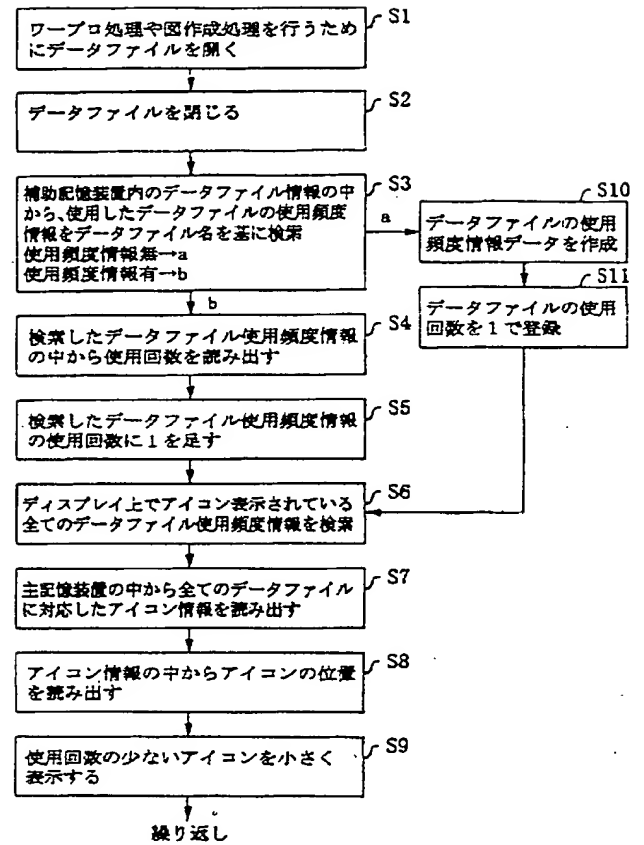 S1
ワープロ処理や図作成処理を行うため
にデータファイルを開く
S2
データファイルを閉じる
S3
補助記憶装置内のデータファイル情報の中
から、使用したデータファイルの使用頻度
情報をデータファイル名を基に検索
使用頻度情報無→a
使用頻度情報有→b
a
S10
データファイルの使用
頻度情報データを作成
S11
データファイルの使用
回数を1で登録
b
S4
検索したデータファイル使用頻度情報
の中から使用回数を読み出す
S5
検索したデータファイル使用頻度情報
の使用回数に1を足す
S6
ディスプレイ上でアイコン表示されている
全てのデータファイル使用頻度情報を検索
S7
主記憶装置の中から全てのデータファイル
に対応したアイコン情報を読み出す
S8
アイコン情報の中からアイコンの位置
を読み出す
S9
使用回数の少ないアイコンを小さく
表示する
繰り返し